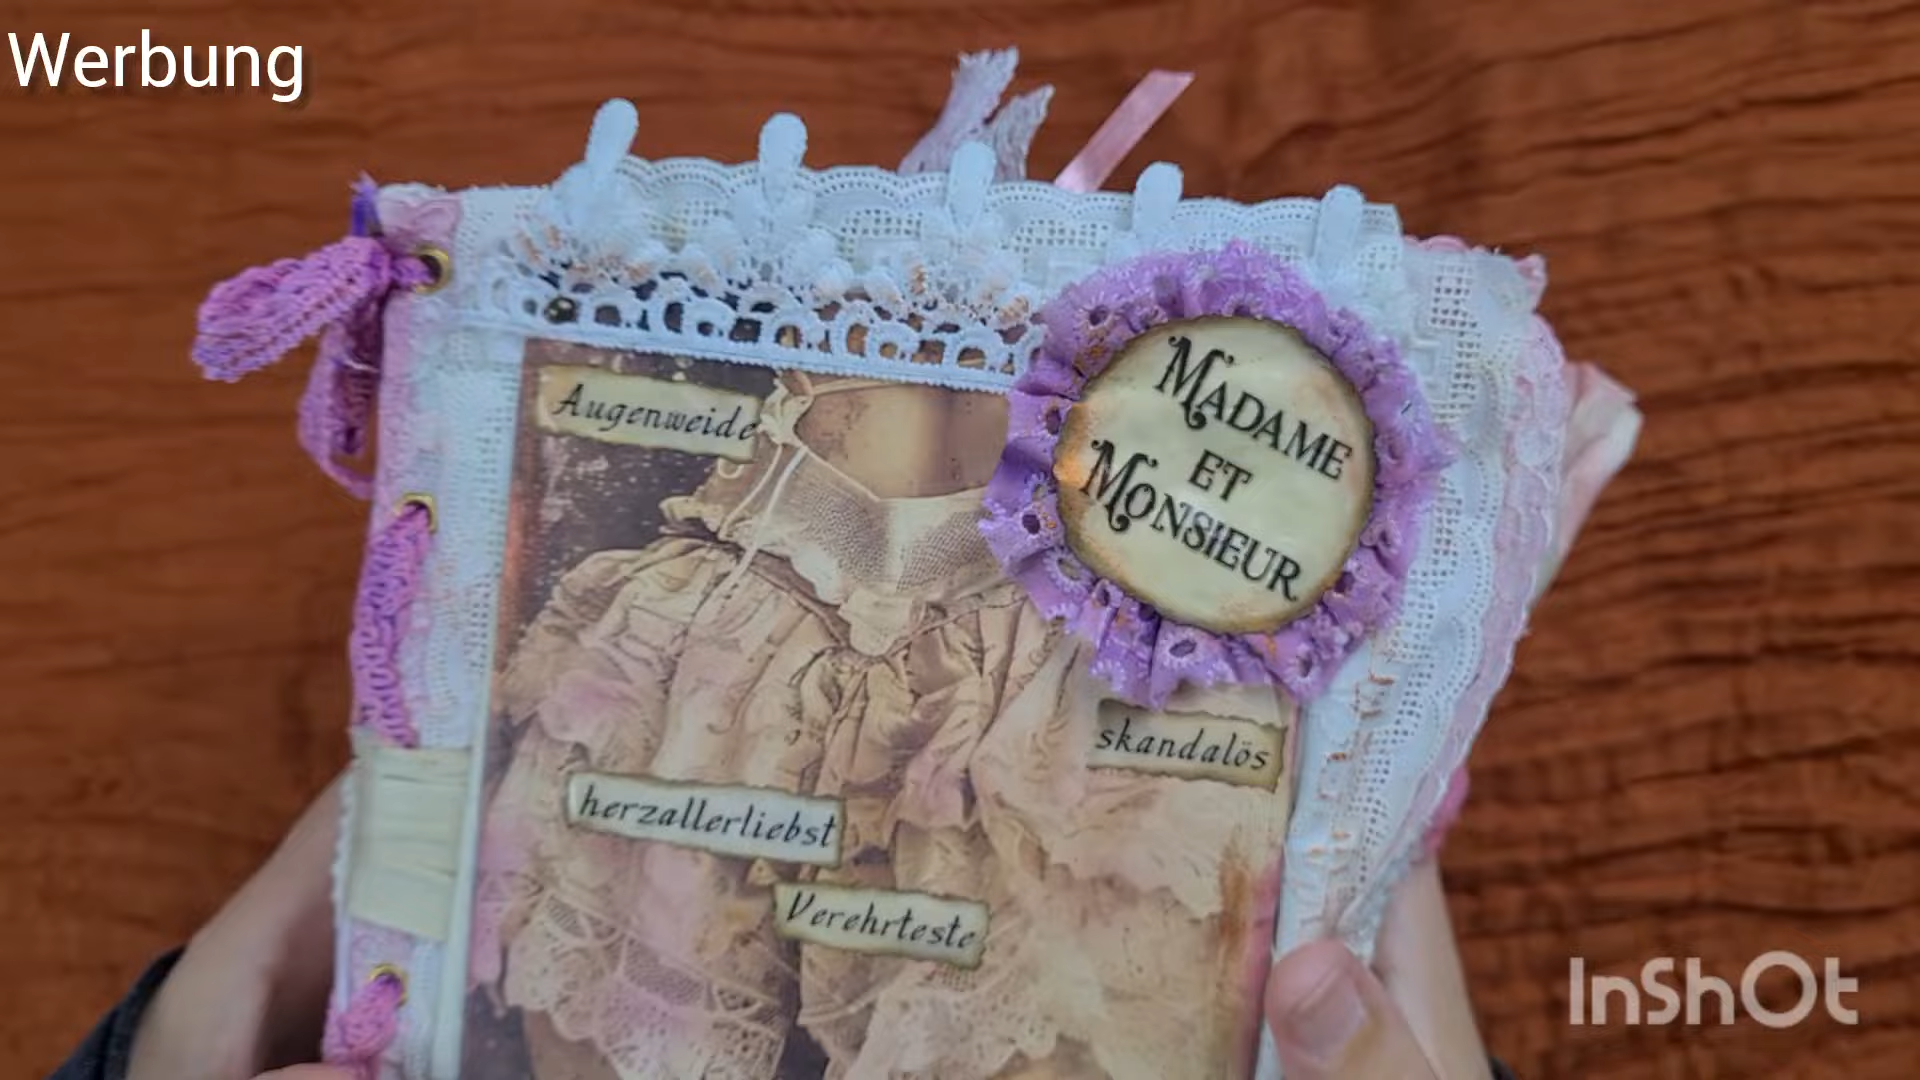 Werbung
Augenweide
MADAME
ET
MONSIEUR
skandalös
herzallerliebst
Verehrteste
InShOt